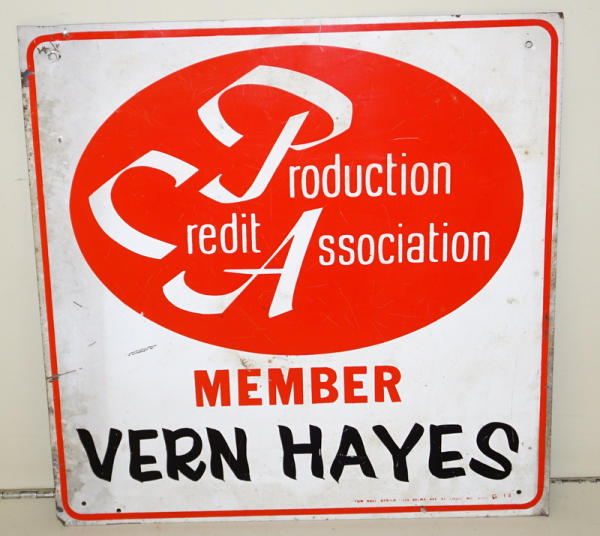 Production
Credit Association
MEMBER
VERN HAYES